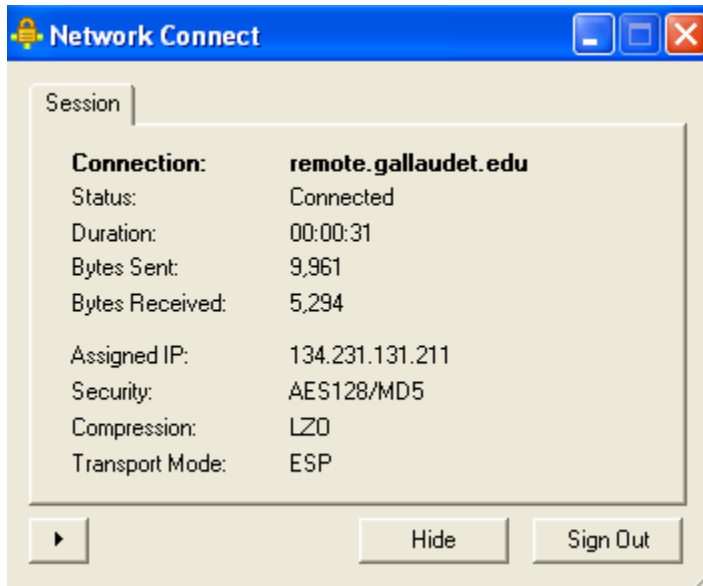 Network Connect
Session
Connection: remote.gallaudet.edu
Status: Connected
Duration: 00:00:31
Bytes Sent: 9,961
Bytes Received: 5,294
Assigned IP: 134.231.131.211
Security: AES128/MD5
Compression: LZO
Transport Mode: ESP
Hide Sign Out